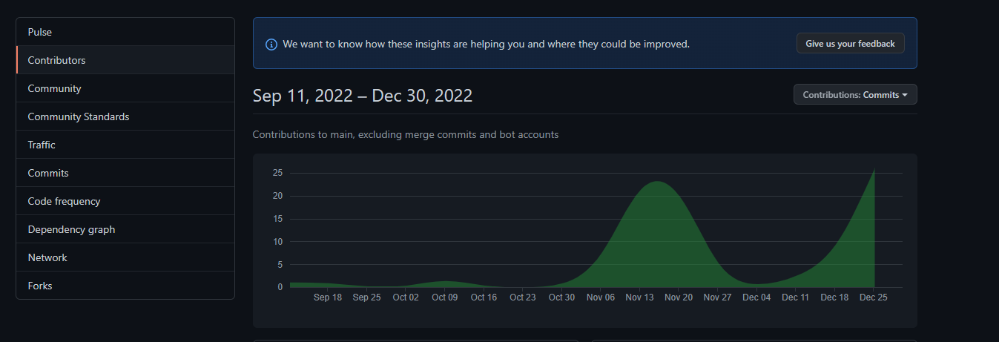 Pulse
Contributors
Community
Community Standards
Traffic
Commits
Code frequency
Dependency graph
Network
Forks
We want to know how these insights are helping you and where they could be improved.
Give us your feedback
Sep 11, 2022 – Dec 30, 2022
Contributions: Commits
Contributions to main, excluding merge commits and bot accounts
25
20
15
10
5
0
Sep 18 Sep 25 Oct 02 Oct 09 Oct 16 Oct 23 Oct 30 Nov 06 Nov 13 Nov 20 Nov 27 Dec 04 Dec 11 Dec 18 Dec 25